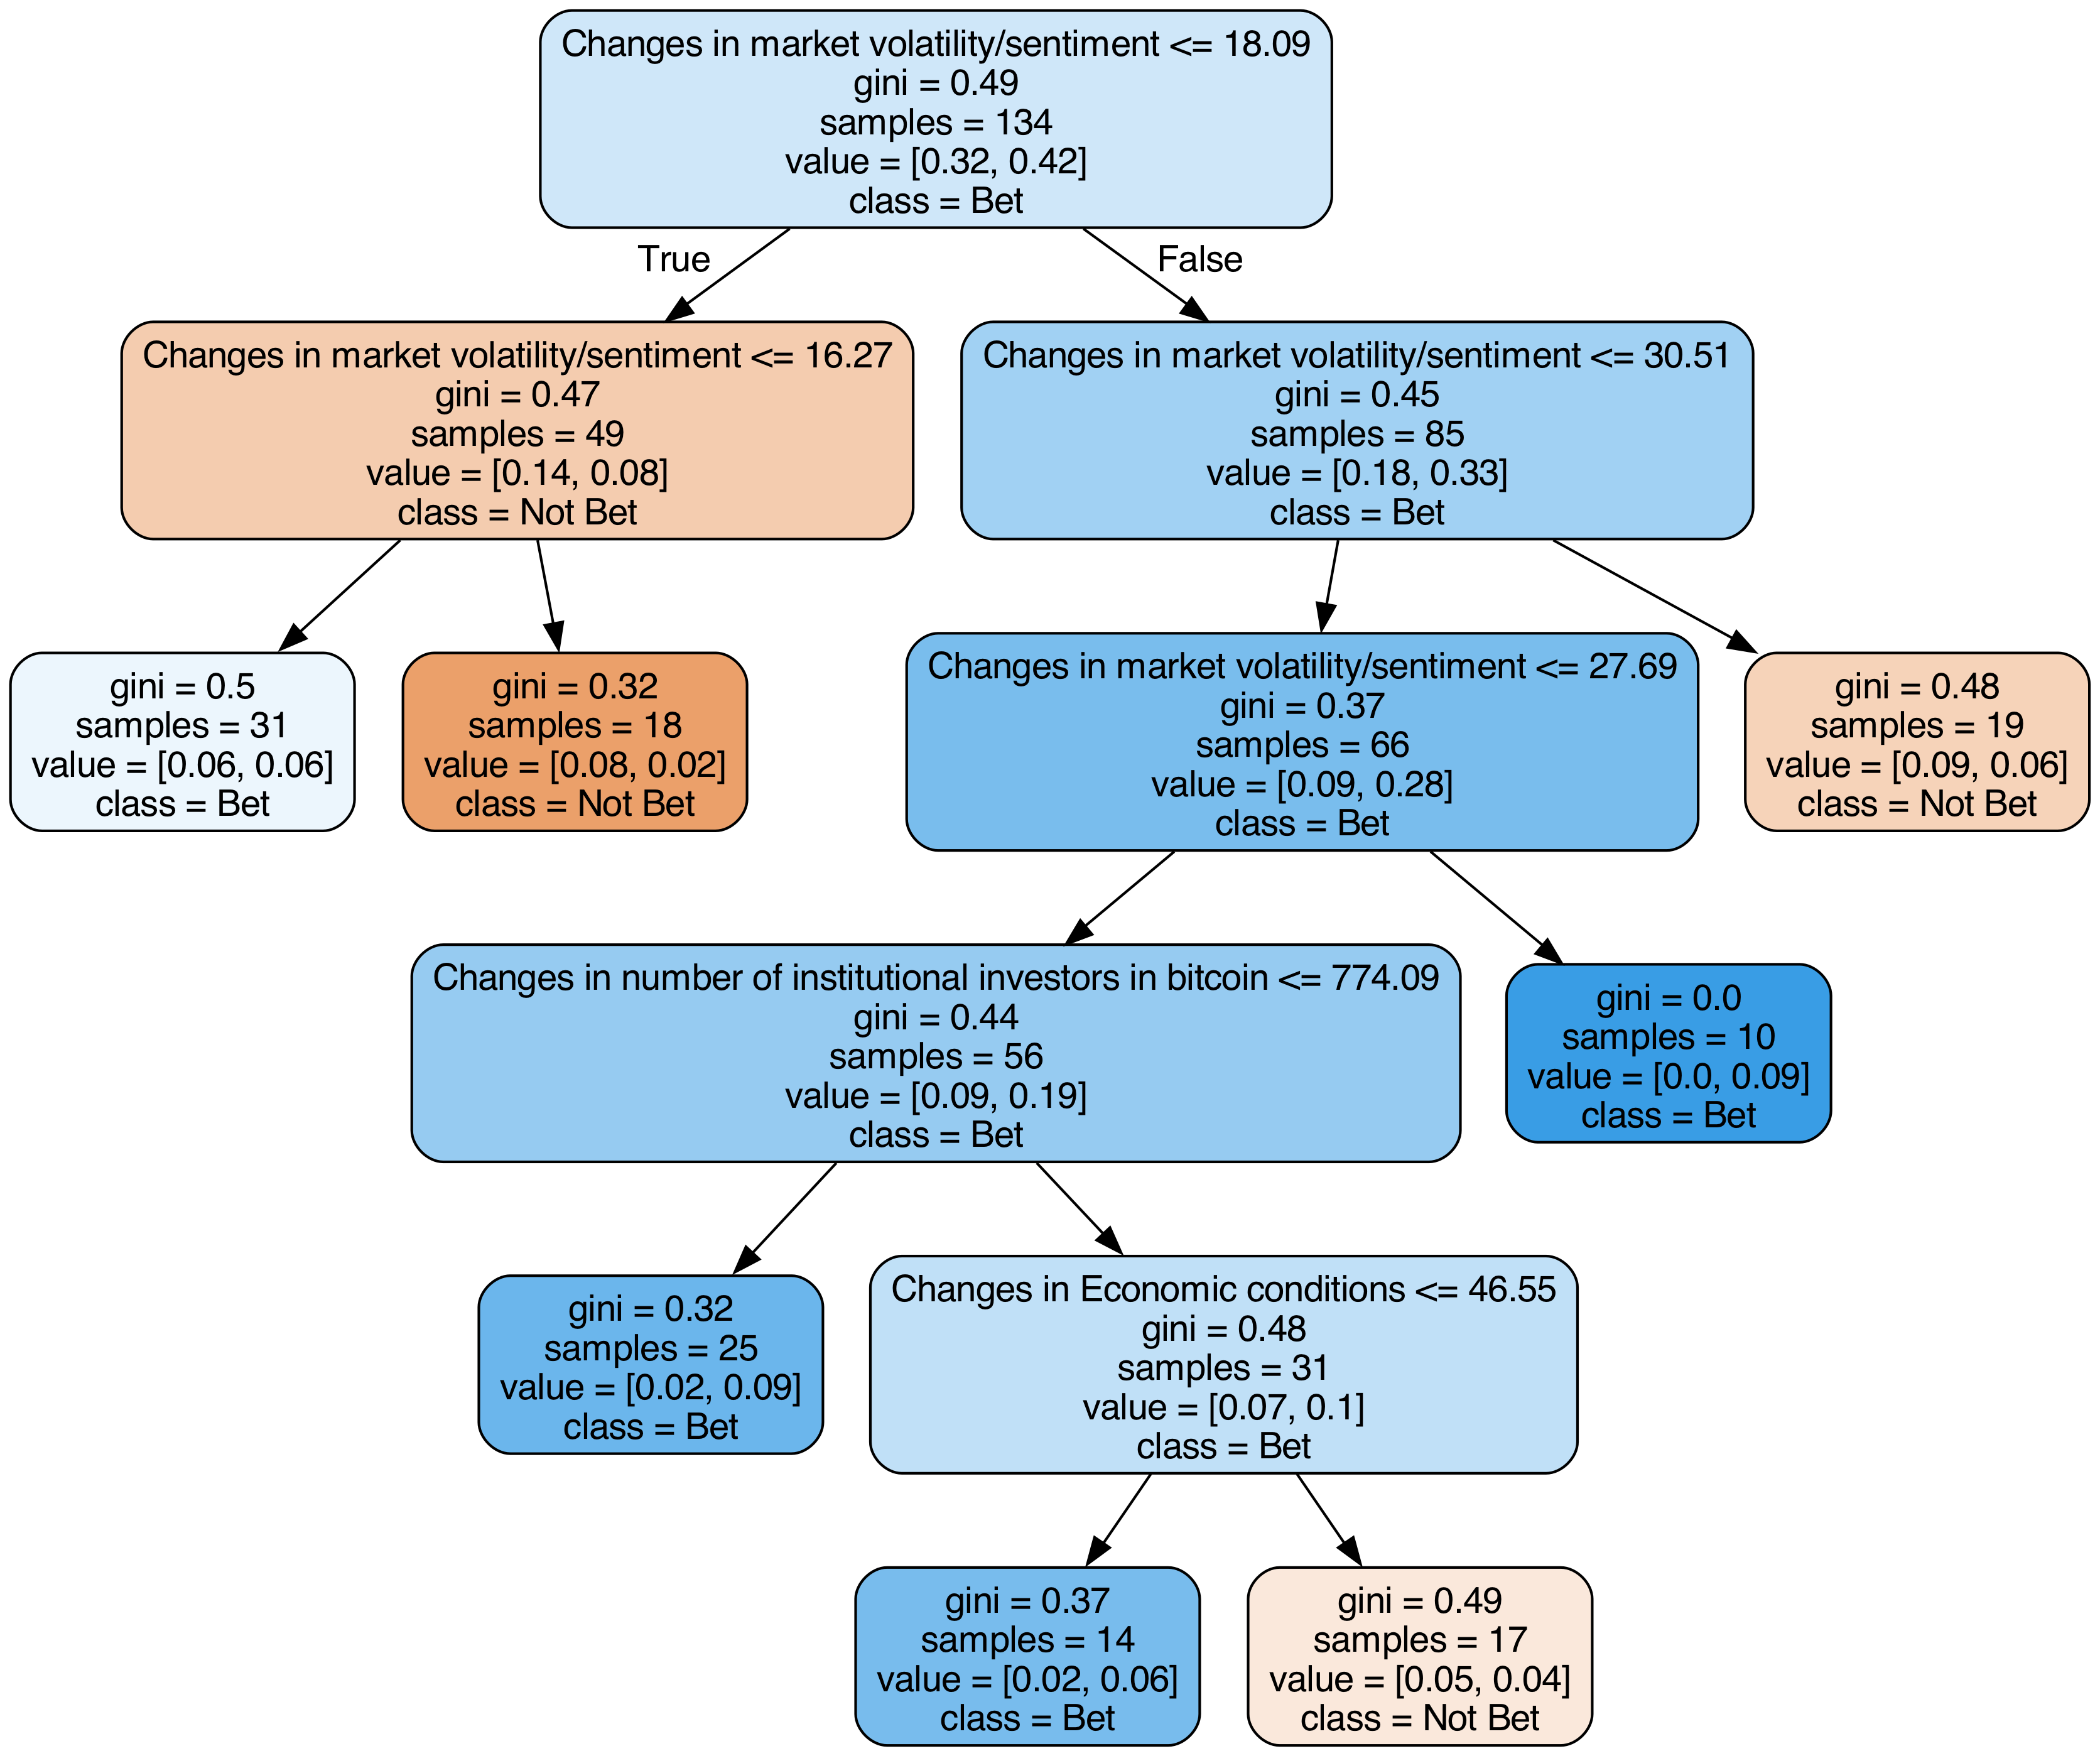 Changes in market volatility/sentiment <= 18.09
gini = 0.49
samples = 134
value = [0.32, 0.42]
class = Bet
True
False
Changes in market volatility/sentiment <= 16.27
gini = 0.47
samples = 49
value = [0.14, 0.08]
class = Not Bet
Changes in market volatility/sentiment <= 30.51
gini = 0.45
samples = 85
value = [0.18, 0.33]
class = Bet
gini = 0.5
samples = 31
value = [0.06, 0.06]
class = Bet
gini = 0.32
samples = 18
value = [0.08, 0.02]
class = Not Bet
Changes in market volatility/sentiment <= 27.69
gini = 0.37
samples = 66
value = [0.09, 0.28]
class = Bet
gini = 0.48
samples = 19
value = [0.09, 0.06]
class = Not Bet
Changes in number of institutional investors in bitcoin <= 774.09
gini = 0.44
samples = 56
value = [0.09, 0.19]
class = Bet
gini = 0.0
samples = 10
value = [0.0, 0.09]
class = Bet
gini = 0.32
samples = 25
value = [0.02, 0.09]
class = Bet
Changes in Economic conditions <= 46.55
gini = 0.48
samples = 31
value = [0.07, 0.1]
class = Bet
gini = 0.37
samples = 14
value = [0.02, 0.06]
class = Bet
gini = 0.49
samples = 17
value = [0.05, 0.04]
class = Not Bet